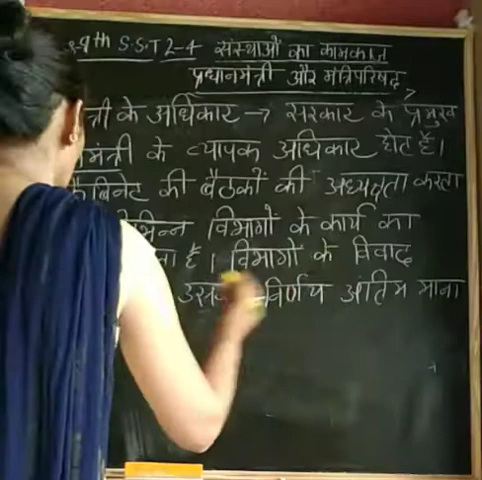 9th S.ST 2-4 संस्थाओं का कामकाज
प्रधानमंत्री और मंत्रिपरिषद
त्री के अधिकार → सरकार के प्रमुख
मंत्री के व्यापक अधिकार होते हैं।
कैबिनेट की बैठकों की अध्यक्षता करता
भिन्न विभागों के कार्य का
है। विभागों के विवाद
निर्णय अंतिम माना